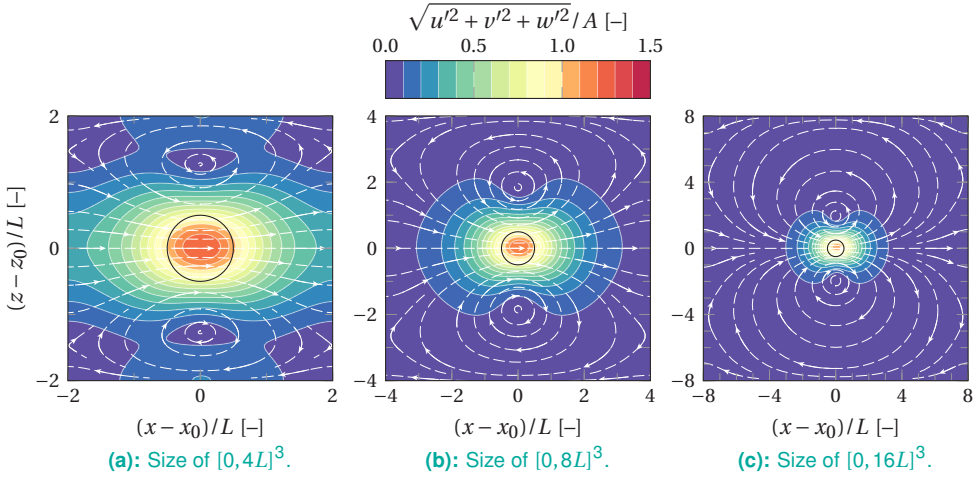 √u′² + v′² + w′²/A [–]
0.0 0.5 1.0 1.5
2
0
−2
−2 0 2
(z − z₀)/L [–]
(x − x₀)/L [–]
(a): Size of [0,4L]³.
4
2
0
−2
−4
−4 −2 0 2 4
(x − x₀)/L [–]
(b): Size of [0,8L]³.
8
4
0
−4
−8
−8 −4 0 4 8
(x − x₀)/L [–]
(c): Size of [0,16L]³.